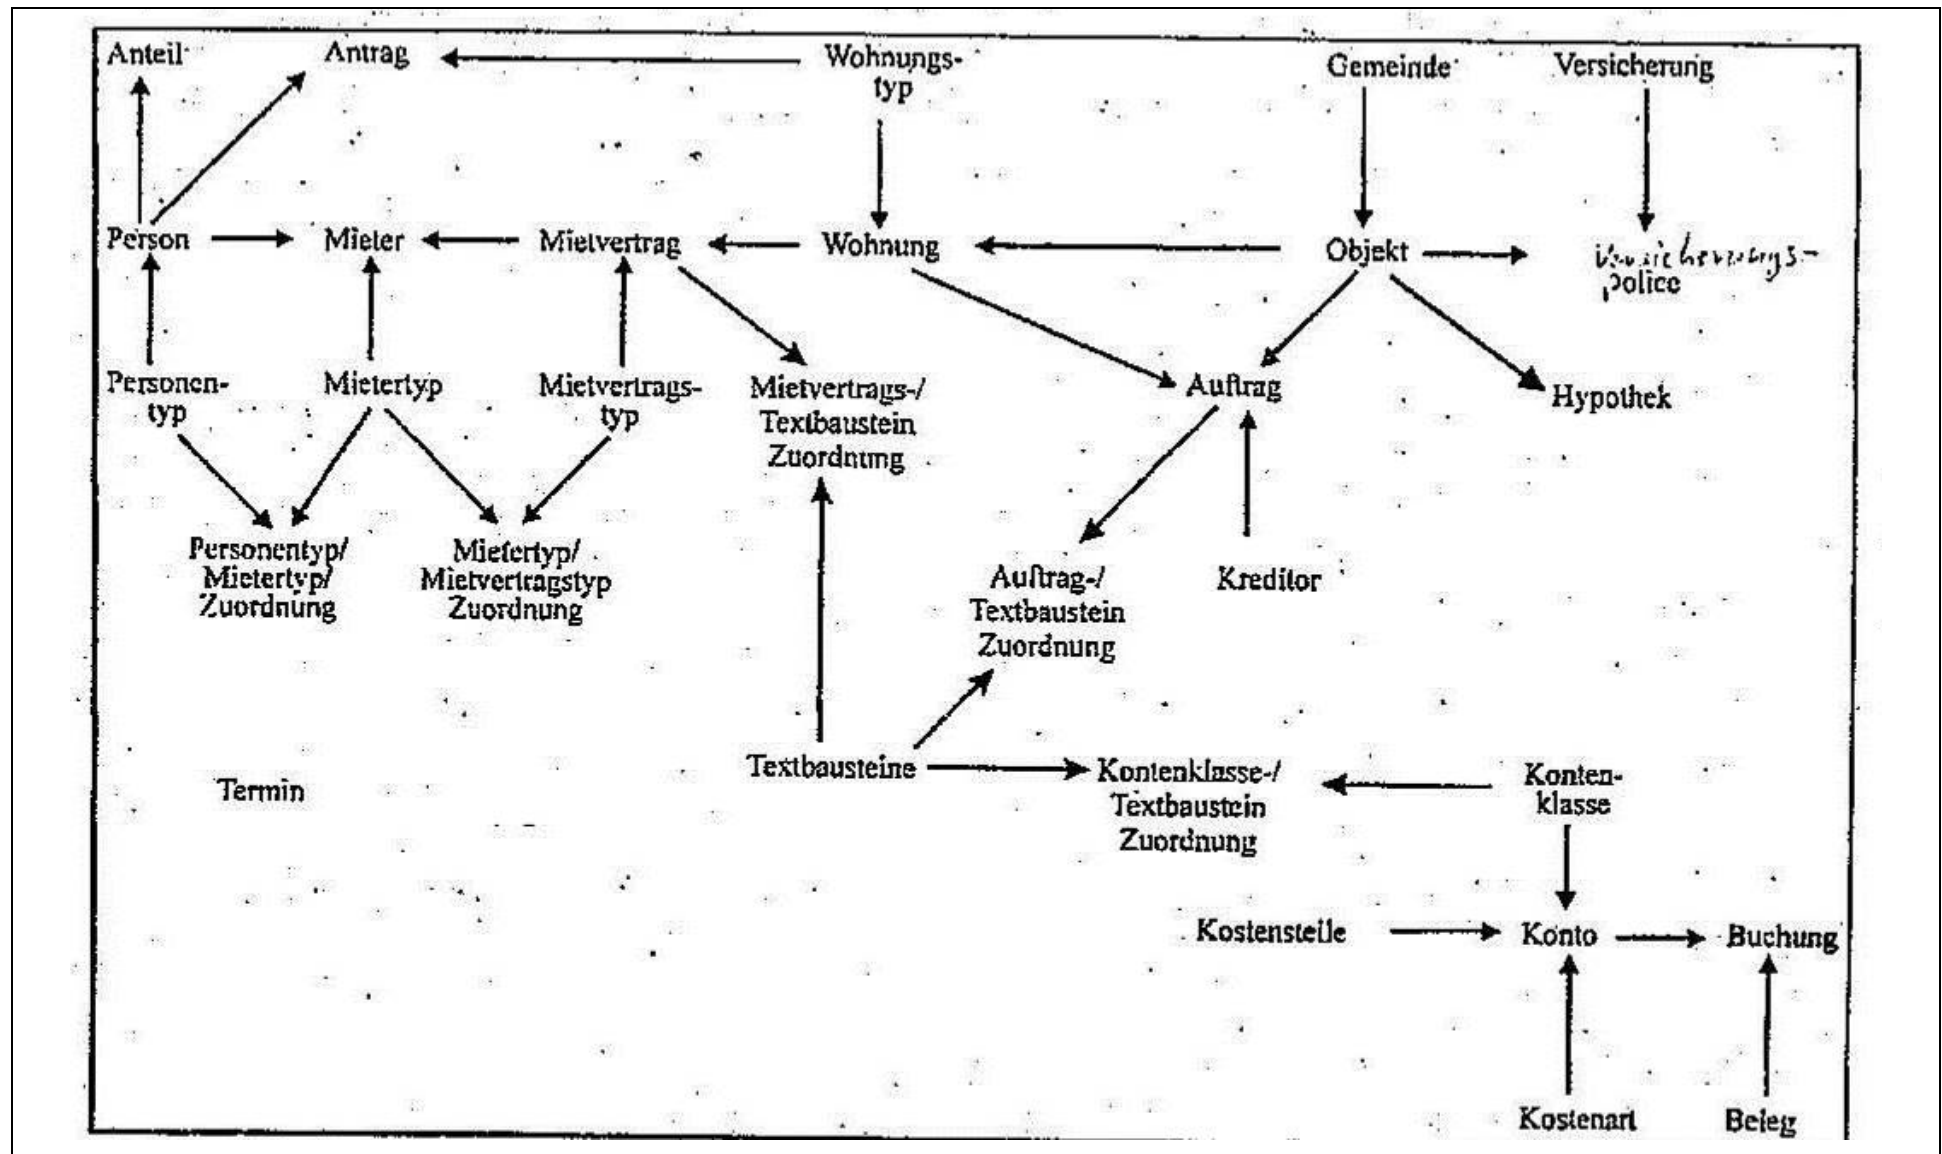 Anteil
Antrag
Wohnungs-
typ
Gemeinde
Versicherung
Person
Mieter
Mietvertrag
Wohnung
Objekt
Versicherungs-
police
Personen-
typ
Mietertyp
Mietvertrags-
typ
Mietvertrags-/
Textbaustein
Zuordnung
Auftrag
Hypothek
Personentyp/
Mietertyp/
Zuordnung
Mietertyp/
Mietvertragstyp
Zuordnung
Auftrag-/
Textbaustein
Zuordnung
Kreditor
Termin
Textbausteine
Kontenklasse-/
Textbaustein
Zuordnung
Konten-
klasse
Kostenstelle
Konto
Buchung
Kostenart
Beleg